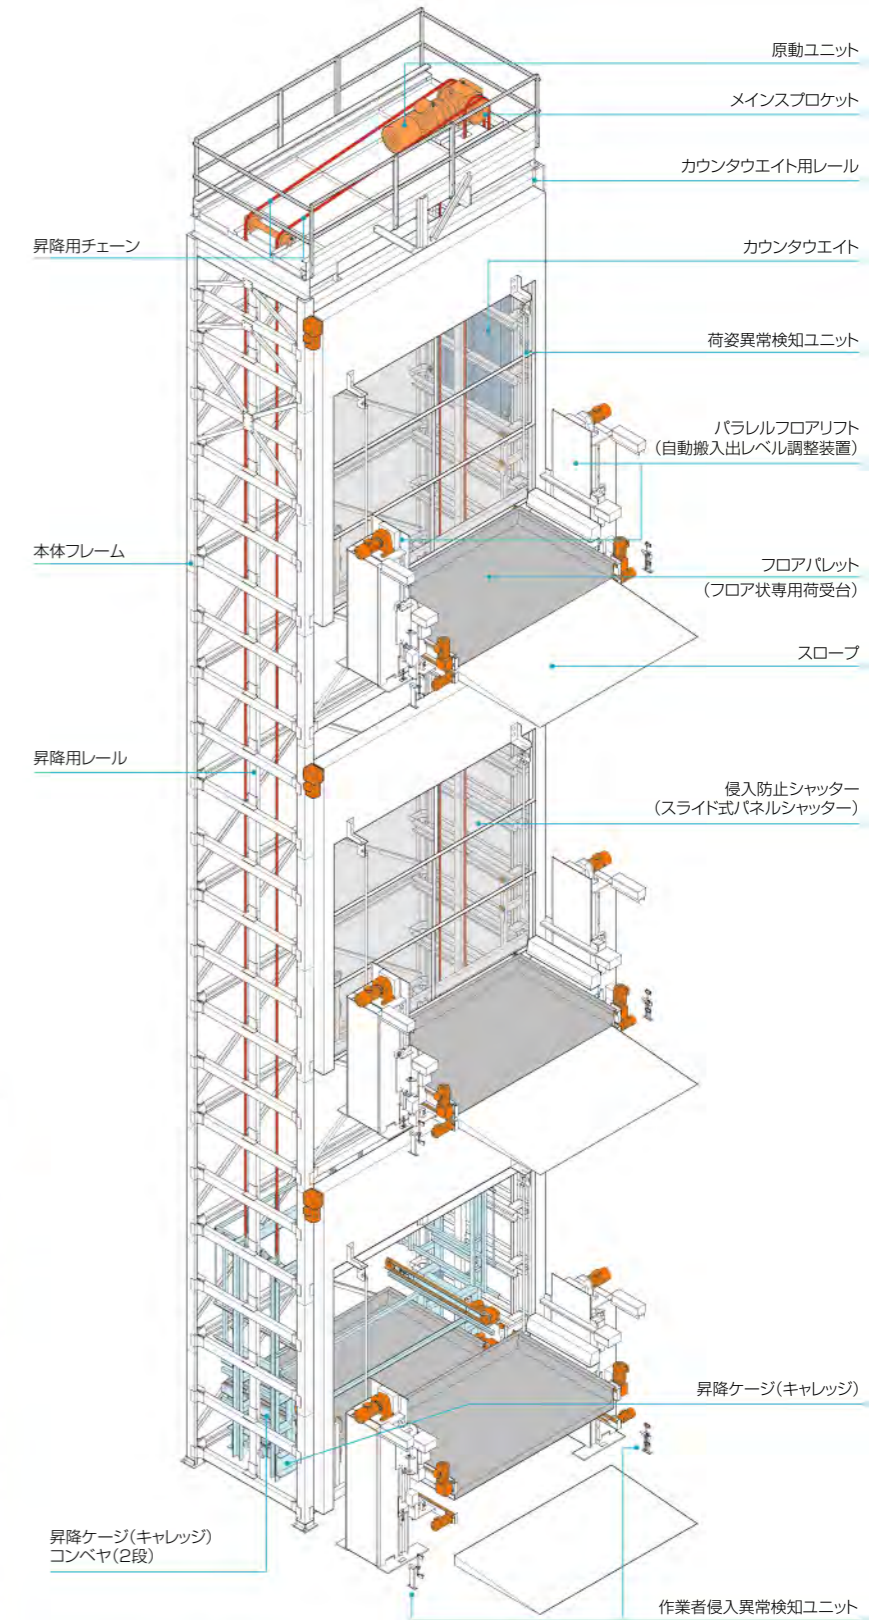 原動ユニット
メインスプロケット
カウンタウエイト用レール
昇降用チェーン
カウンタウエイト
荷姿異常検知ユニット
パラレルフロアリフト
(自動搬入出レベル調整装置)
本体フレーム
フロアパレット
(フロア状専用荷受台)
スロープ
昇降用レール
侵入防止シャッター
(スライド式パネルシャッター)
昇降ケージ(キャレッジ)
昇降ケージ(キャレッジ)
コンベヤ(2段)
作業者侵入異常検知ユニット